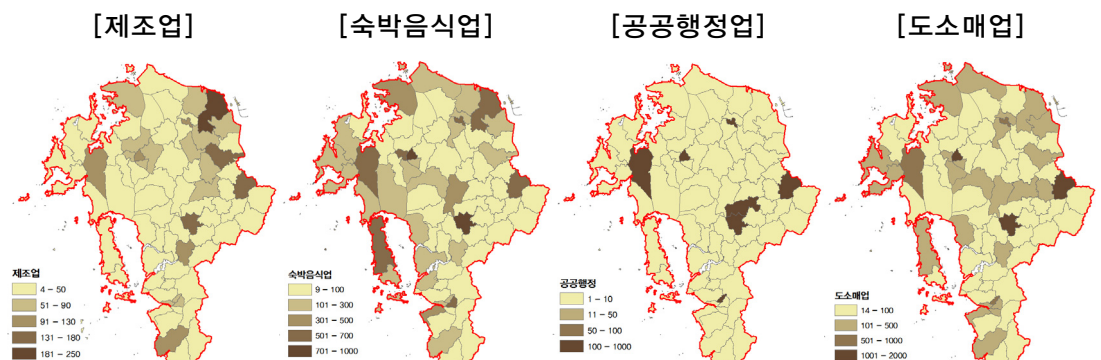 [제조업]
[숙박음식업]
[공공행정업]
[도소매업]
제조업
4 - 50
51 - 90
91 - 130
131 - 180
181 - 250
숙박음식업
9 - 100
101 - 300
301 - 500
501 - 700
701 - 1000
공공행정
1 - 10
11 - 50
50 - 100
100 - 1000
도소매업
14 - 100
101 - 500
501 - 1000
1001 - 2000